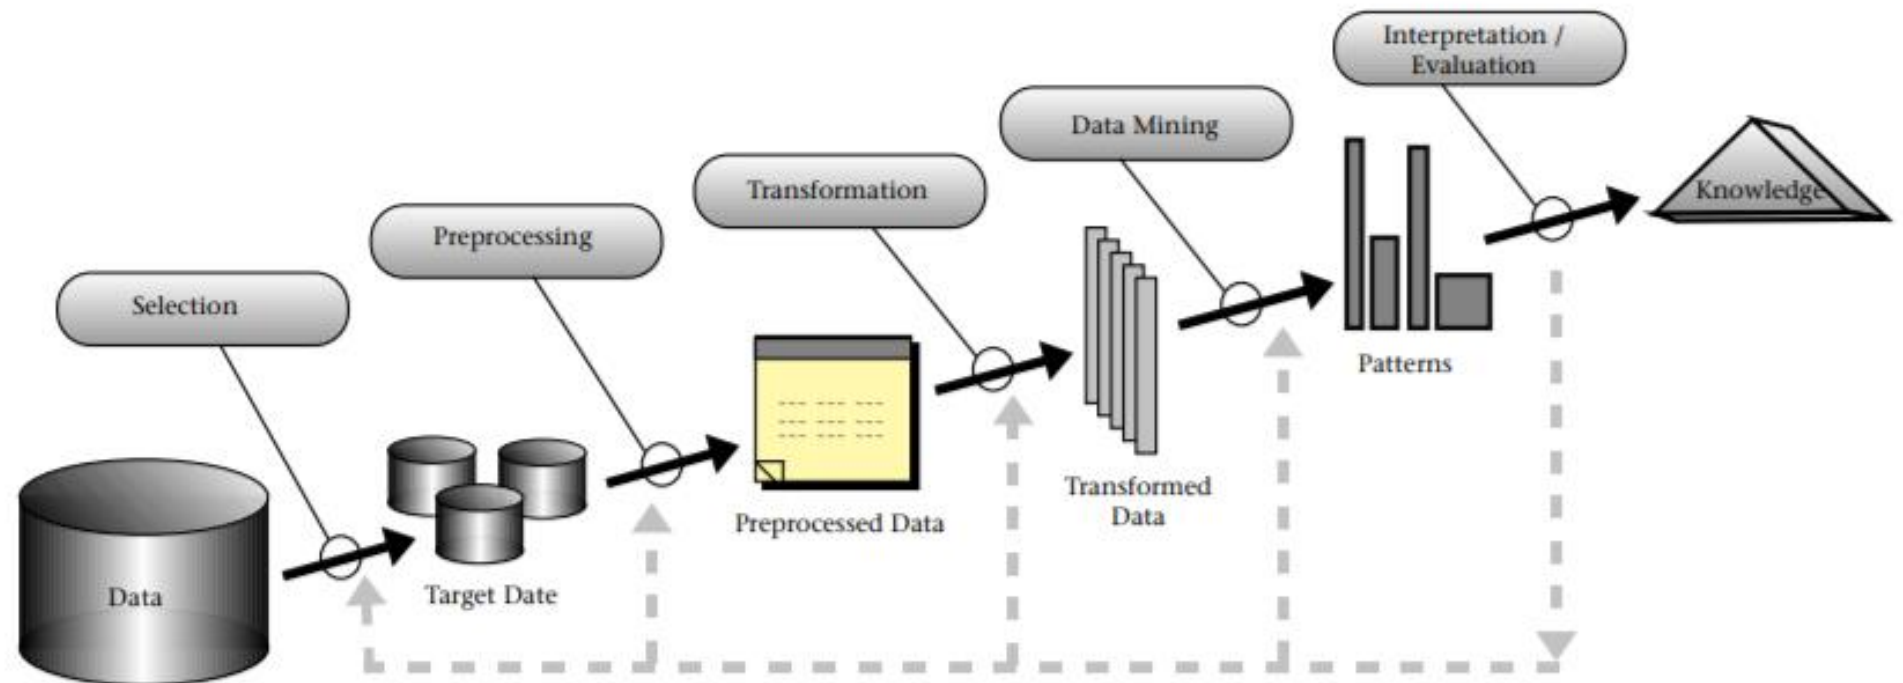 Interpretation /
Evaluation
Data Mining
Transformation
Knowledge
Preprocessing
Selection
Patterns
Transformed
Data
Preprocessed Data
Data
Target Date